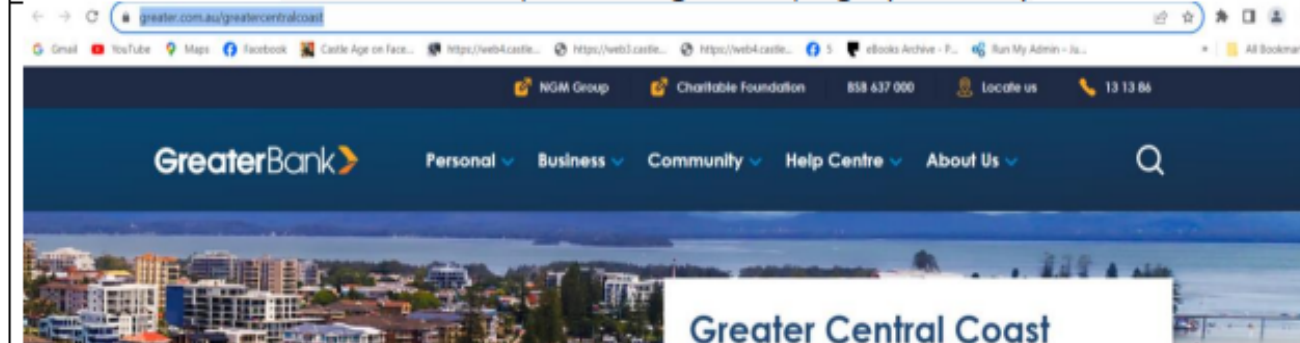 greater.com.au/greatercentralcoast
Gmail YouTube Maps Facebook Castle Age on Face... https://web4.castle... https://web3.castle... https://web4.castle... 5 eBooks Archive - P... Run My Admin - Ju... All Bookmar
NGM Group Charitable Foundation BSB 637 000 Locate us 13 13 86
GreaterBank Personal Business Community Help Centre About Us
Greater Central Coast